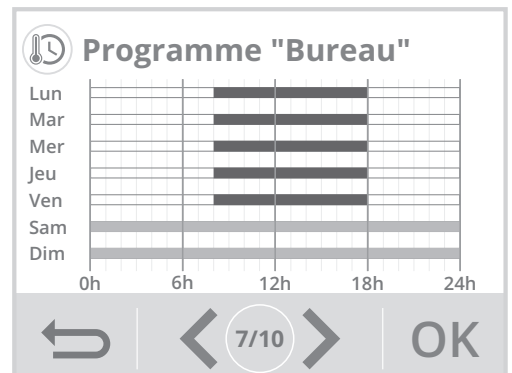 Programme "Bureau"
Lun
Mar
Mer
Jeu
Ven
Sam
Dim
0h 6h 12h 18h 24h
7/10 OK